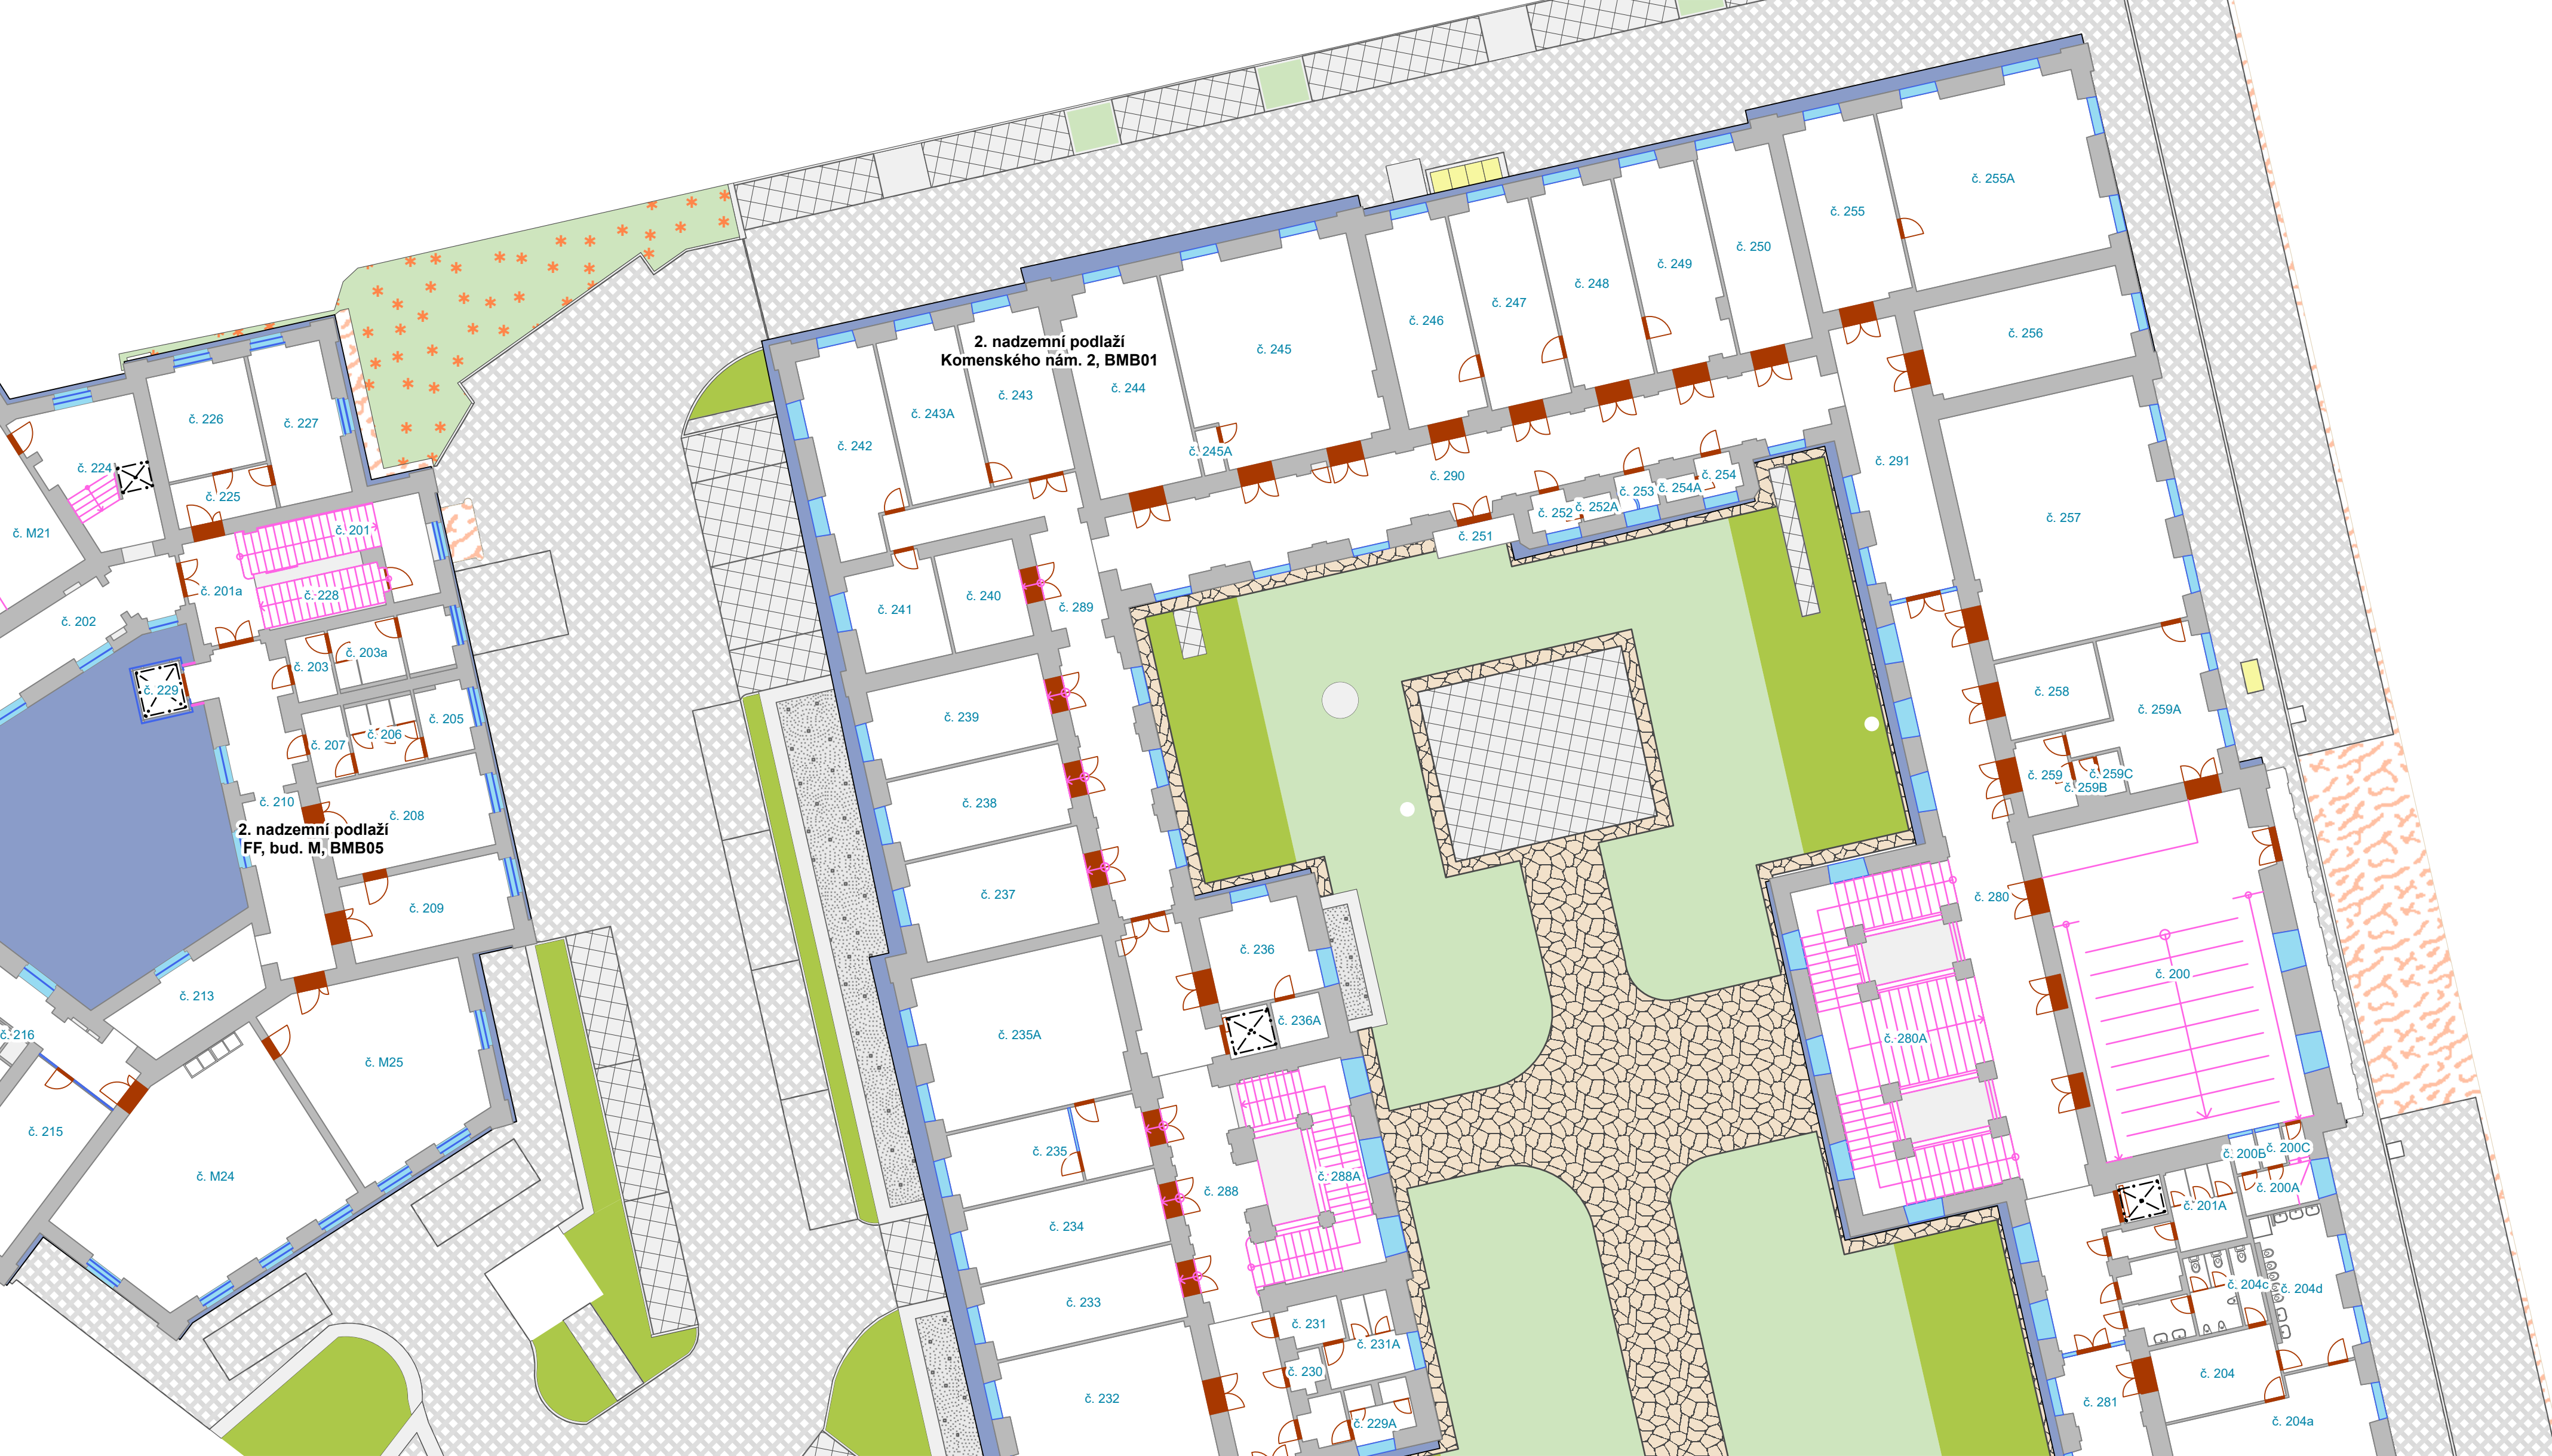 č. 255A
č. 255
č. 250
č. 249
č. 248
č. 247
č. 246
č. 256
2. nadzemní podlaží
Komenského nám. 2, BMB01
č. 245
č. 244
č. 243
č. 243A
č. 242
č. 245A
č. 290
č. 291
č. 254
č. 254A
č. 253
č. 252A
č. 252
č. 251
č. 257
č. 226
č. 227
č. 224
č. 225
č. M21
č. 201
č. 201a
č. 228
č. 202
č. 203
č. 203a
č. 229
č. 205
č. 206
č. 207
č. 210
č. 208
2. nadzemní podlaží
FF, bud. M, BMB05
č. 209
č. 213
č. 216
č. M25
č. 215
č. M24
č. 241
č. 240
č. 289
č. 239
č. 238
č. 237
č. 236
č. 236A
č. 235A
č. 235
č. 288
č. 288A
č. 234
č. 233
č. 232
č. 231
č. 231A
č. 230
č. 229A
č. 258
č. 259A
č. 259
č. 259C
č. 259B
č. 280
č. 200
č. 280A
č. 200B
č. 200C
č. 200A
č. 201A
č. 204c
č. 204d
č. 204
č. 281
č. 204a